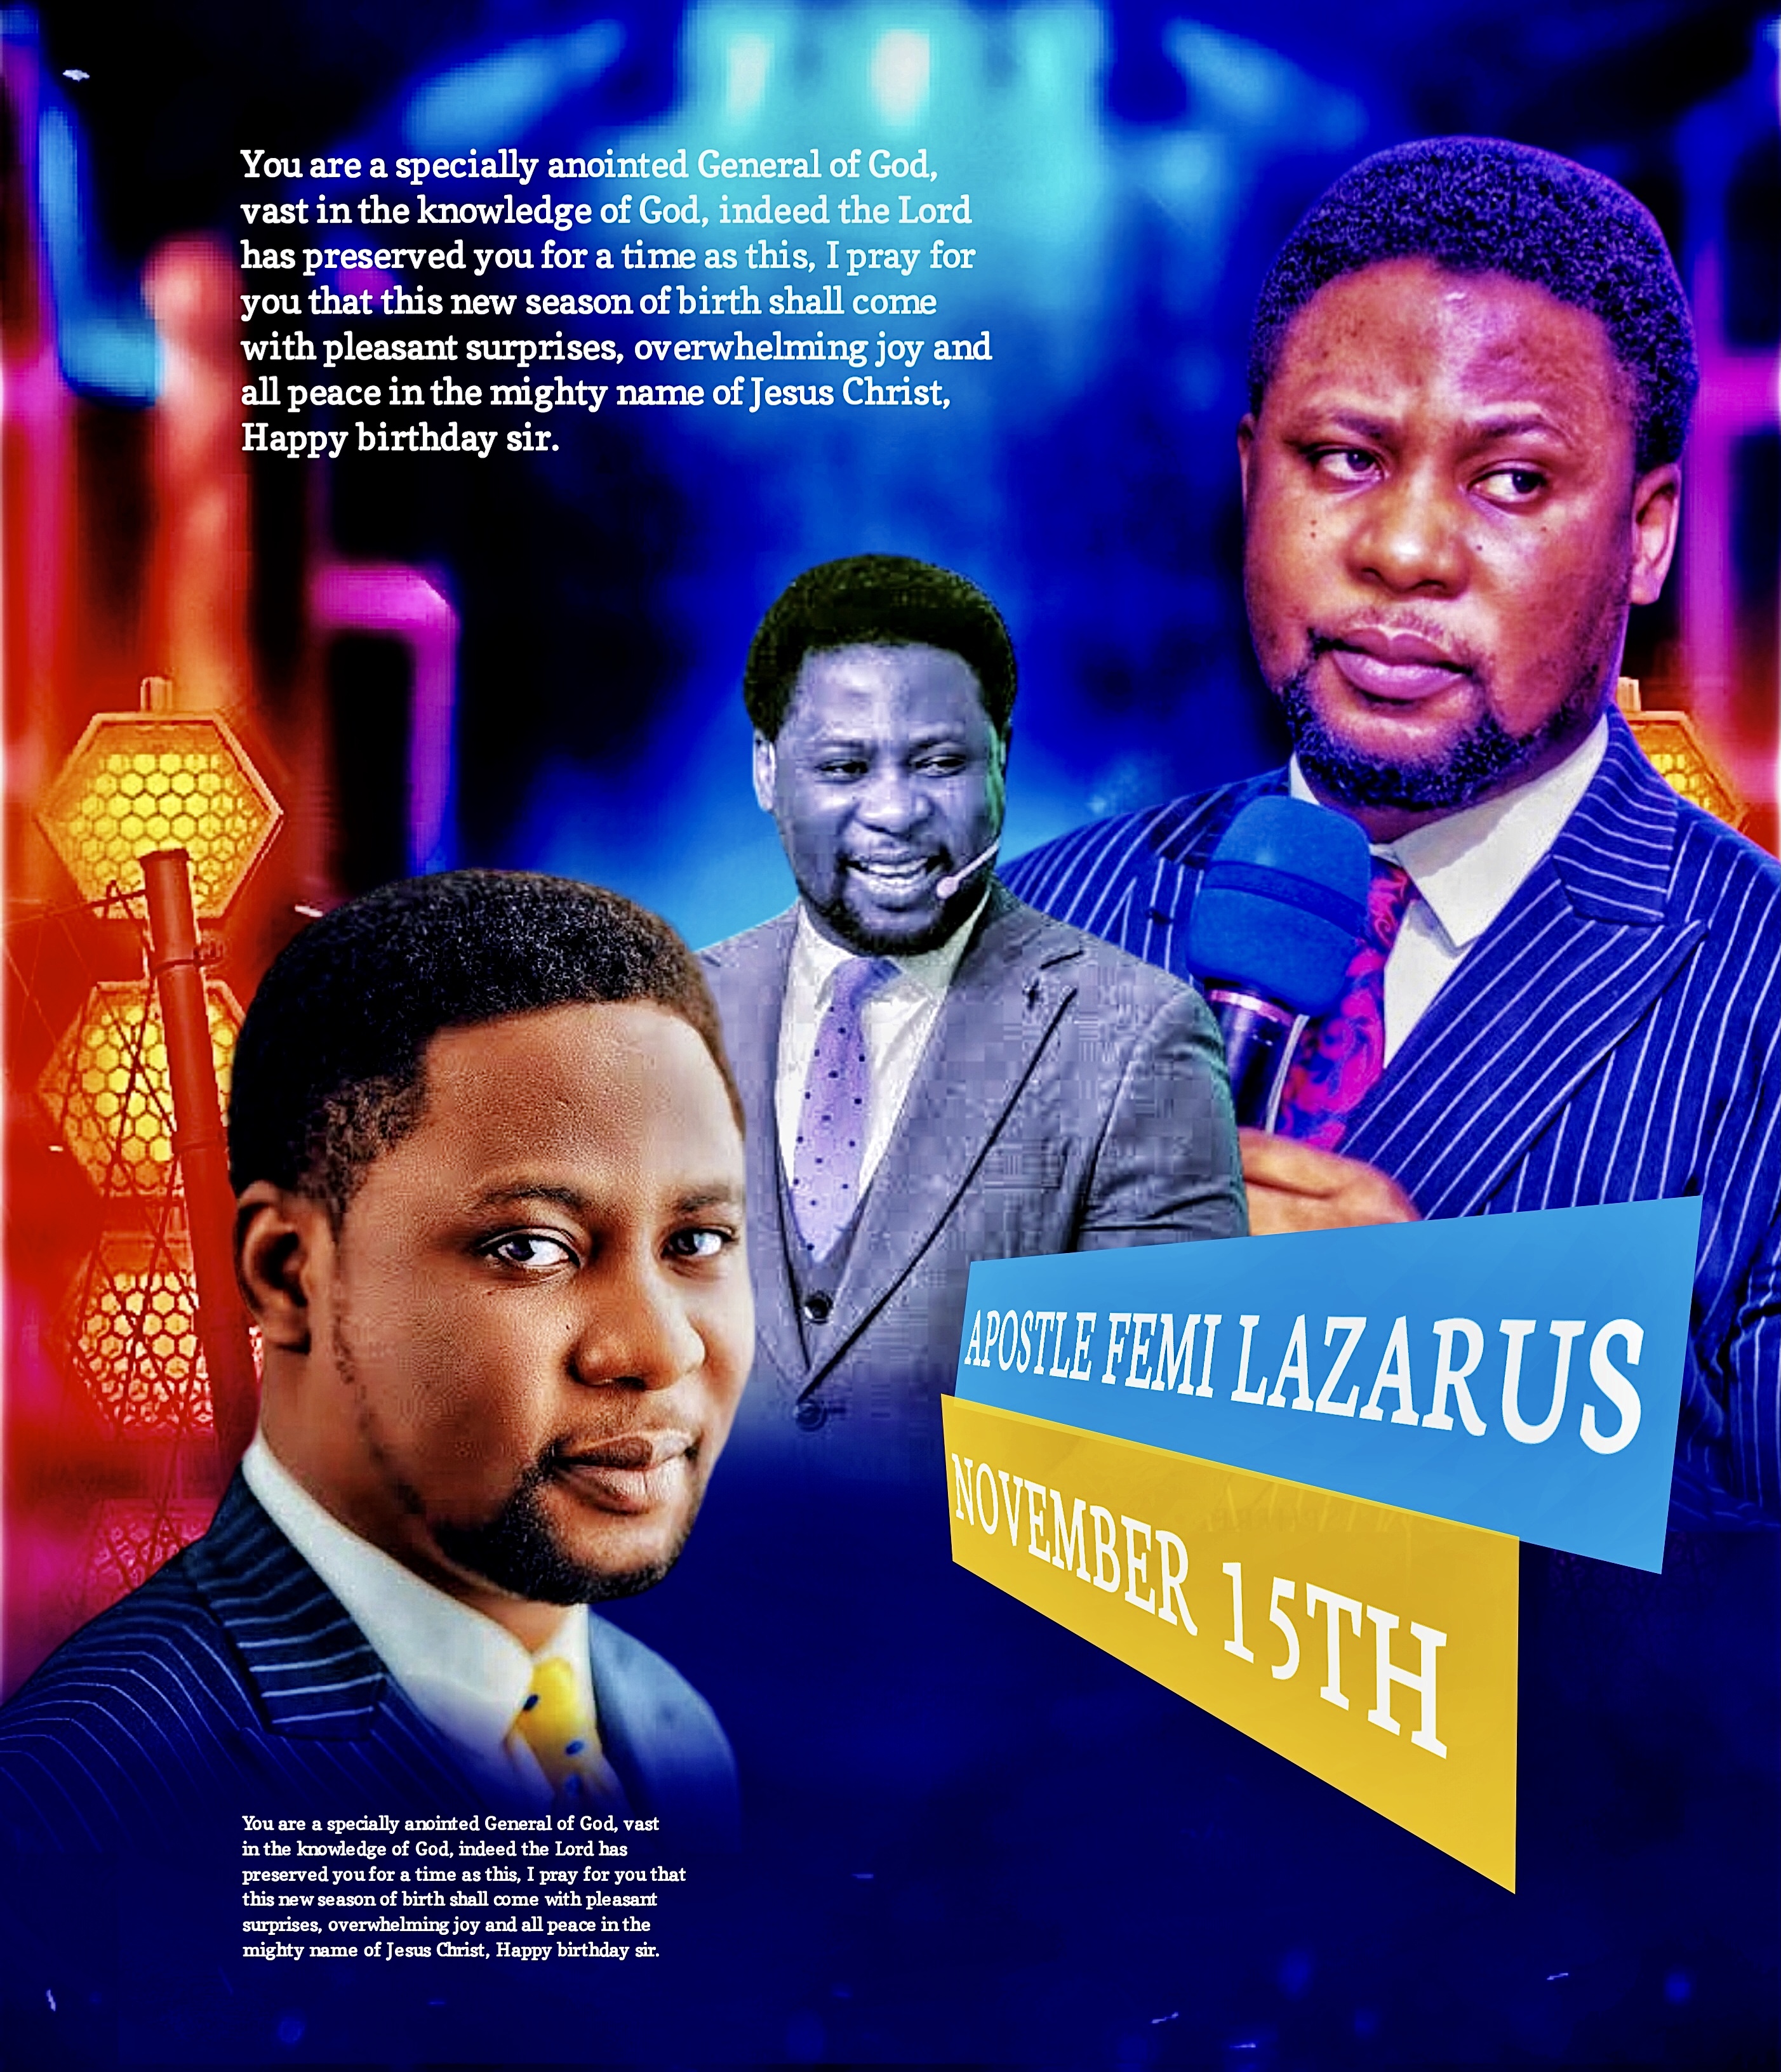 You are a specially anointed General of God,
vast in the knowledge of God, indeed the Lord
has preserved you for a time as this, I pray for
you that this new season of birth shall come
with pleasant surprises, overwhelming joy and
all peace in the mighty name of Jesus Christ,
Happy birthday sir.
APOSTLE FEMI LAZARUS
NOVEMBER 15TH
You are a specially anointed General of God, vast
in the knowledge of God, indeed the Lord has
preserved you for a time as this, I pray for you that
this new season of birth shall come with pleasant
surprises, overwhelming joy and all peace in the
mighty name of Jesus Christ, Happy birthday sir.